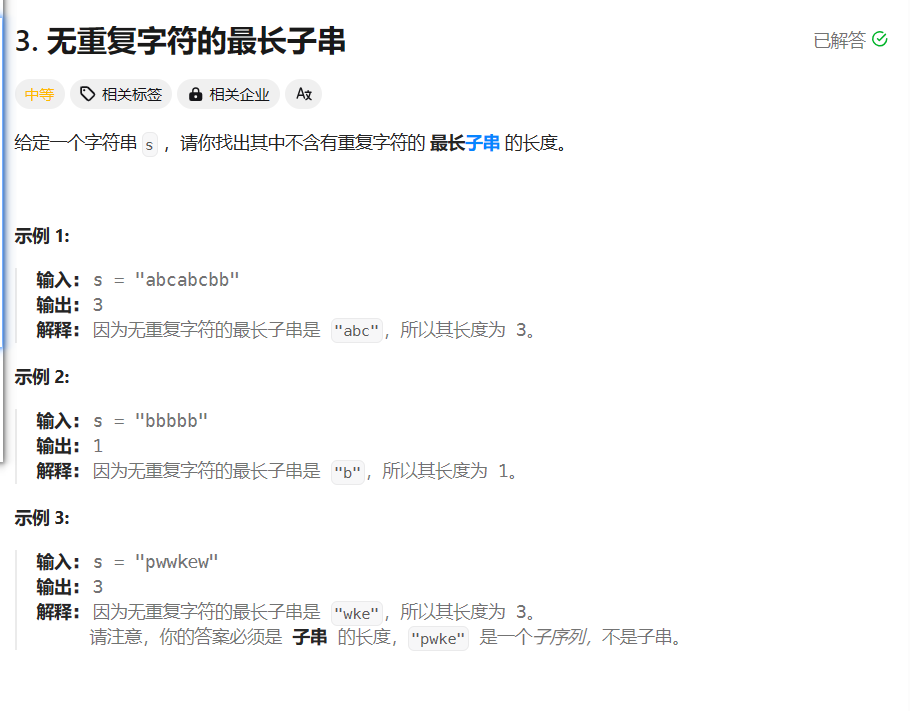 3. 无重复字符的最长子串
已解答
中等 相关标签 相关企业
给定一个字符串 s ，请你找出其中不含有重复字符的 最长子串 的长度。
示例 1:
输入: s = "abcabcbb"
输出: 3
解释: 因为无重复字符的最长子串是 "abc"，所以其长度为 3。
示例 2:
输入: s = "bbbbb"
输出: 1
解释: 因为无重复字符的最长子串是 "b"，所以其长度为 1。
示例 3:
输入: s = "pwwkew"
输出: 3
解释: 因为无重复字符的最长子串是 "wke"，所以其长度为 3。
请注意，你的答案必须是 子串 的长度，"pwke" 是一个子序列，不是子串。